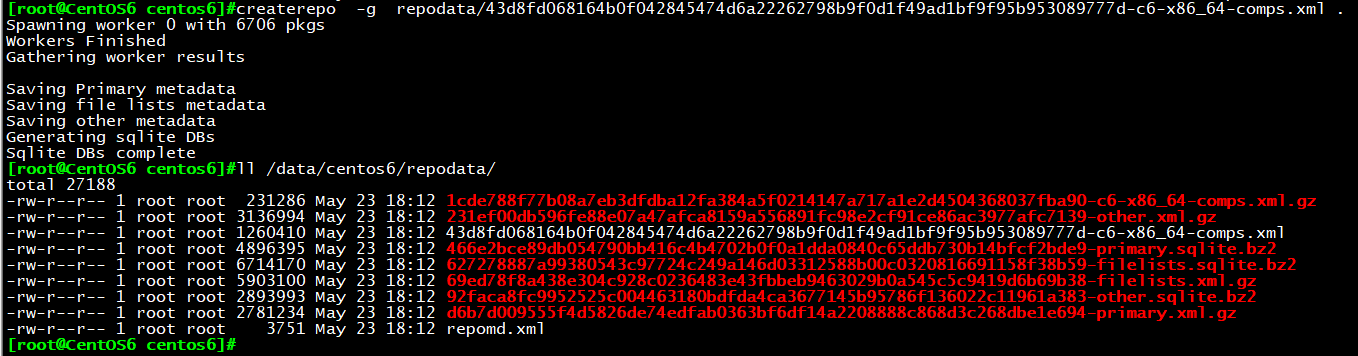 [root@CentOS6 centos6]#createrepo  -g  repodata/43d8fd068164b0f042845474d6a22262798b9f0d1f49ad1bf9f95b953089777d-c6-x86_64-comps.xml .
Spawning worker 0 with 6706 pkgs
Workers Finished
Gathering worker results

Saving Primary metadata
Saving file lists metadata
Saving other metadata
Generating sqlite DBs
Sqlite DBs complete
[root@CentOS6 centos6]#ll /data/centos6/repodata/
total 27188
-rw-r--r-- 1 root root  231286 May 23 18:12 1cde788f77b08a7eb3dfdba12fa384a5f0214147a717a1e2d4504368037fba90-c6-x86_64-comps.xml.gz
-rw-r--r-- 1 root root 3136994 May 23 18:12 231ef00db596fe88e07a47afca8159a556891fc98e2cf91ce86ac3977afc7139-other.xml.gz
-rw-r--r-- 1 root root 1260410 May 23 18:12 43d8fd068164b0f042845474d6a22262798b9f0d1f49ad1bf9f95b953089777d-c6-x86_64-comps.xml
-rw-r--r-- 1 root root 4896395 May 23 18:12 466e2bce89db054790bb416c4b4702b0f0a1dda0840c65ddb730b14bfcf2bde9-primary.sqlite.bz2
-rw-r--r-- 1 root root 6714170 May 23 18:12 627278887a99380543c97724c249a146d03312588b00c0320816691158f38b59-filelists.sqlite.bz2
-rw-r--r-- 1 root root 5903100 May 23 18:12 69ed78f8a438e304c928c0236483e43fbbeb9463029b0a545c5c9419d6b69b38-filelists.xml.gz
-rw-r--r-- 1 root root 2893993 May 23 18:12 92faca8fc9952525c004463180bdfda4ca3677145b95786f136022c11961a383-other.sqlite.bz2
-rw-r--r-- 1 root root 2781234 May 23 18:12 d6b7d009555f4d5826de74edfab0363bf6df14a2208888c868d3c268dbe1e694-primary.xml.gz
-rw-r--r-- 1 root root    3751 May 23 18:12 repomd.xml
[root@CentOS6 centos6]#